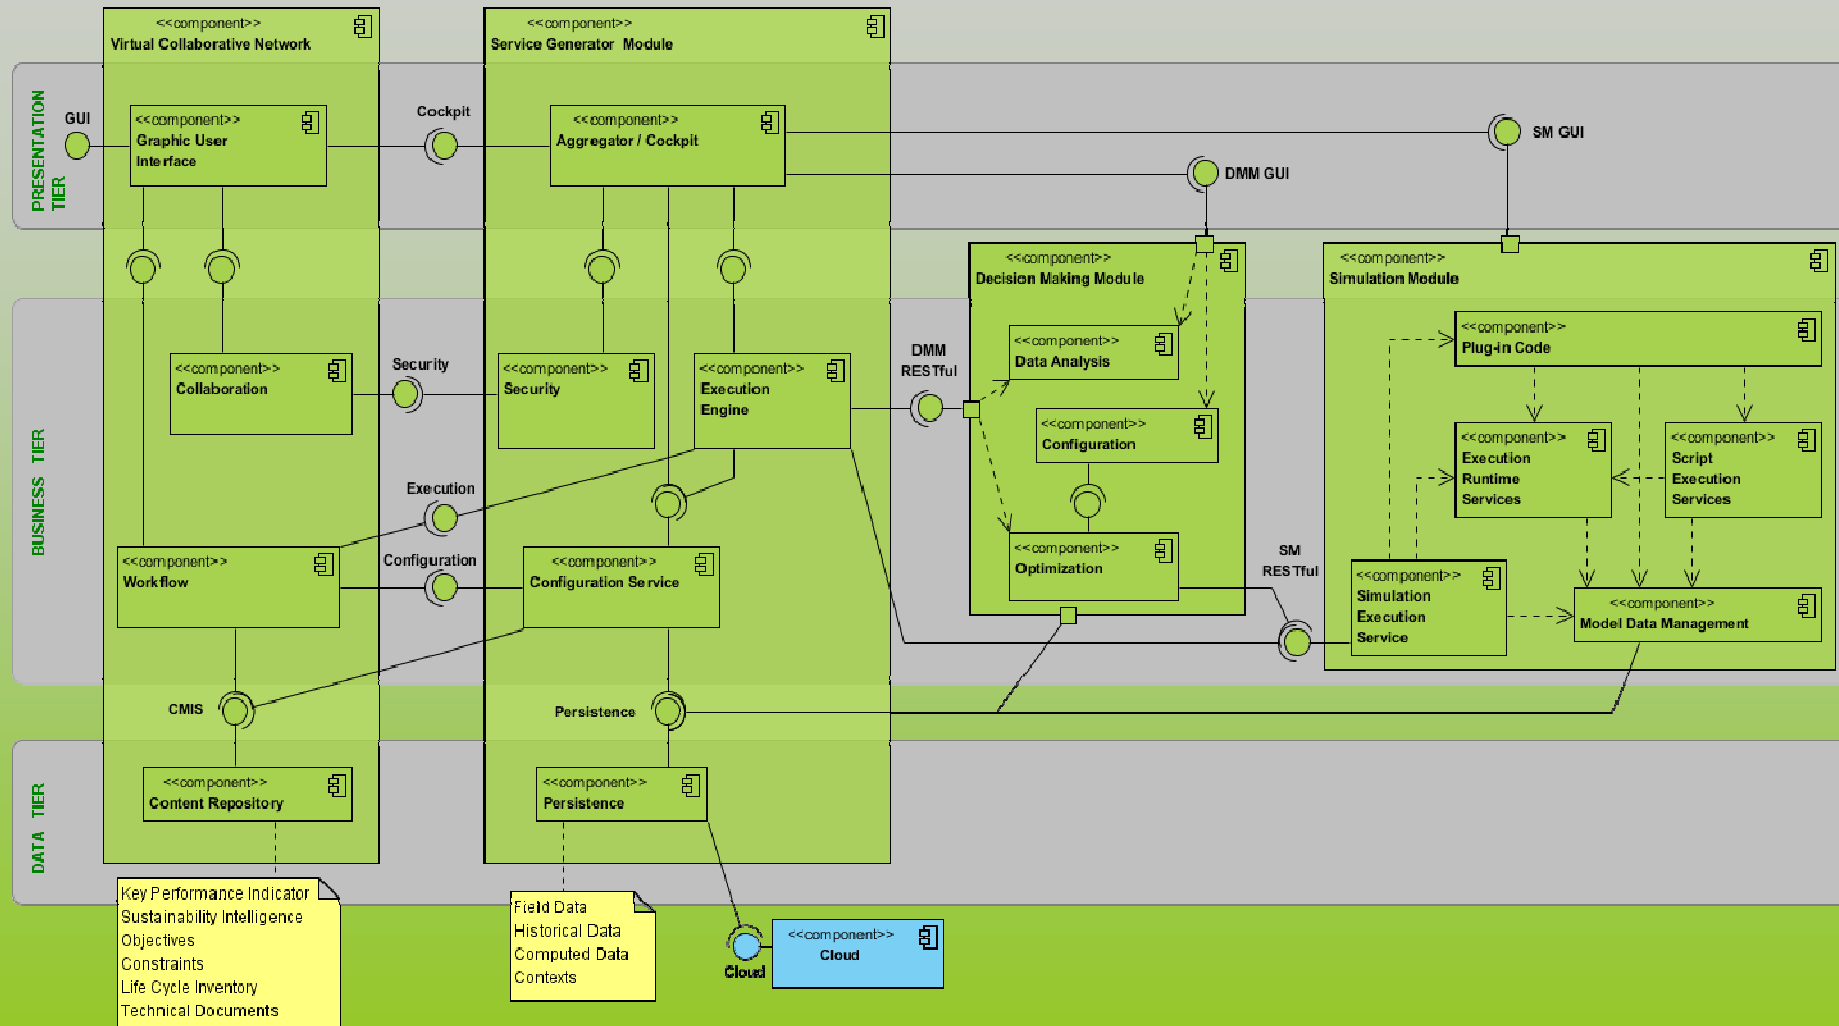 <<component>>
Virtual Collaborative Network
<<component>>
Service Generator Module
PRESENTATION
TIER
GUI
<<component>>
Graphic User
Interface
Cockpit
<<component>>
Aggregator / Cockpit
SM GUI
DMM GUI
<<component>>
Decision Making Module
<<component>>
Simulation Module
BUSINESS TIER
<<component>>
Collaboration
Security
<<component>>
Security
<<component>>
Execution
Engine
DMM
RESTful
<<component>>
Data Analysis
<<component>>
Configuration
<<component>>
Optimization
<<component>>
Plug-in Code
<<component>>
Execution
Runtime
Services
<<component>>
Script
Execution
Services
Execution
Configuration
<<component>>
Workflow
<<component>>
Configuration Service
SM
RESTful
<<component>>
Simulation
Execution
Service
<<component>>
Model Data Management
CMIS
Persistence
DATA TIER
<<component>>
Content Repository
<<component>>
Persistence
Key Performance Indicator
Sustainability Intelligence
Objectives
Constraints
Life Cycle Inventory
Technical Documents
Field Data
Historical Data
Computed Data
Contexts
Cloud
<<component>>
Cloud